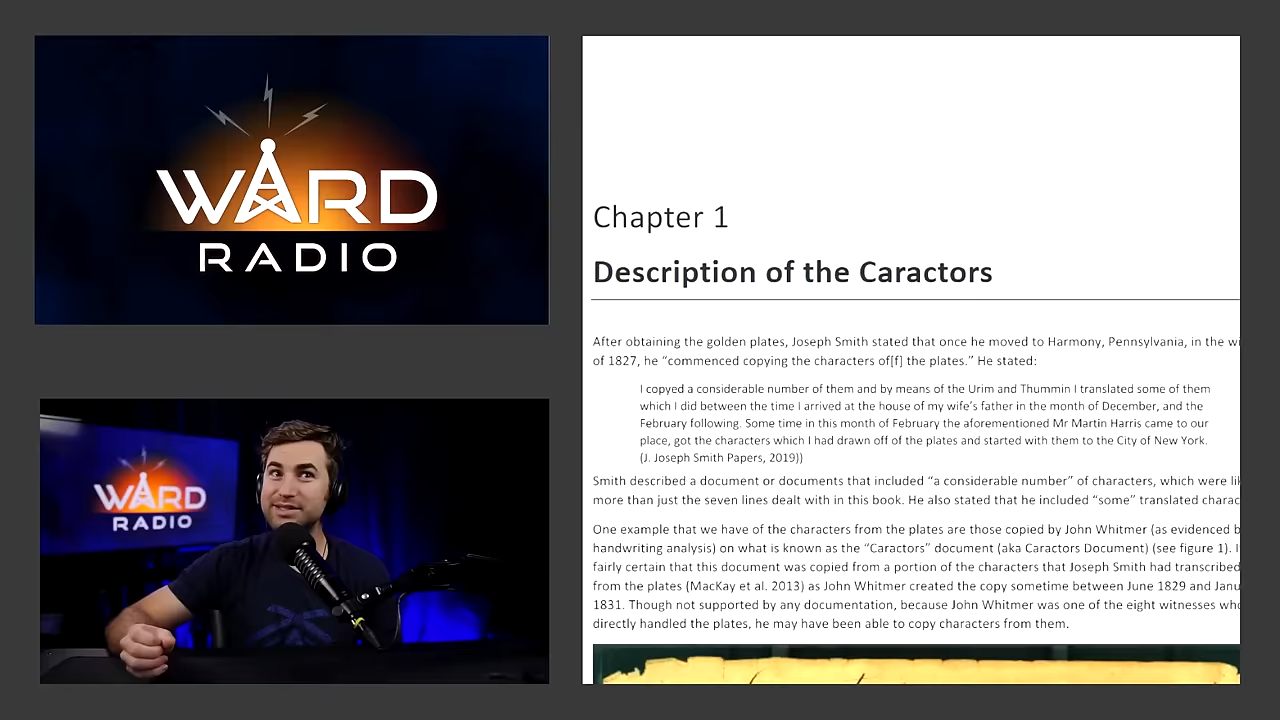 WARD
RADIO
WARD
RADIO
Chapter 1
Description of the Caractors
After obtaining the golden plates, Joseph Smith stated that once he moved to Harmony, Pennsylvania, in the
of 1827, he “commenced copying the characters of[f] the plates.” He stated:
I copyed a considerable number of them and by means of the Urim and Thummin I translated some of them
which I did between the time I arrived at the house of my wife’s father in the month of December, and the
February following. Some time in this month of February the aforementioned Mr Martin Harris came to our
place, got the characters which I had drawn off of the plates and started with them to the City of New York.
(J. Joseph Smith Papers, 2019))
Smith described a document or documents that included “a considerable number” of characters, which were
more than just the seven lines dealt with in this book. He also stated that he included “some” translated
One example that we have of the characters from the plates are those copied by John Whitmer (as evidenced
handwriting analysis) on what is known as the “Caractors” document (aka Caractors Document) (see figure 1).
fairly certain that this document was copied from a portion of the characters that Joseph Smith had transcribed
from the plates (MacKay et al. 2013) as John Whitmer created the copy sometime between June 1829 and
1831. Though not supported by any documentation, because John Whitmer was one of the eight witnesses
directly handled the plates, he may have been able to copy characters from them.